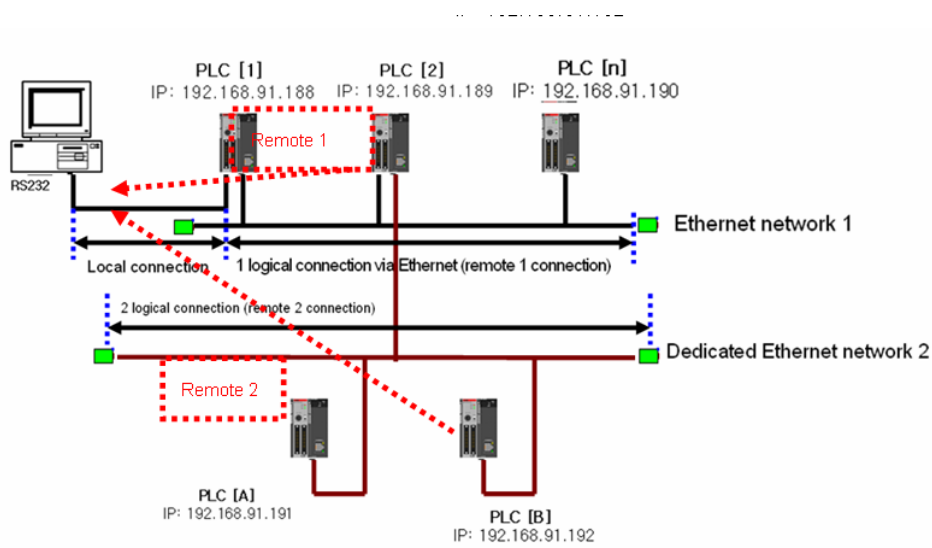 PLC [1]
IP: 192.168.91.188
PLC [2]
IP: 192.168.91.189
PLC [n]
IP: 192.168.91.190
Remote 1
RS232
Ethernet network 1
Local connection
1 logical connection via Ethernet (remote 1 connection)
2 logical connection (remote 2 connection)
Dedicated Ethernet network 2
Remote 2
PLC [A]
IP: 192.168.91.191
PLC [B]
IP: 192.168.91.192